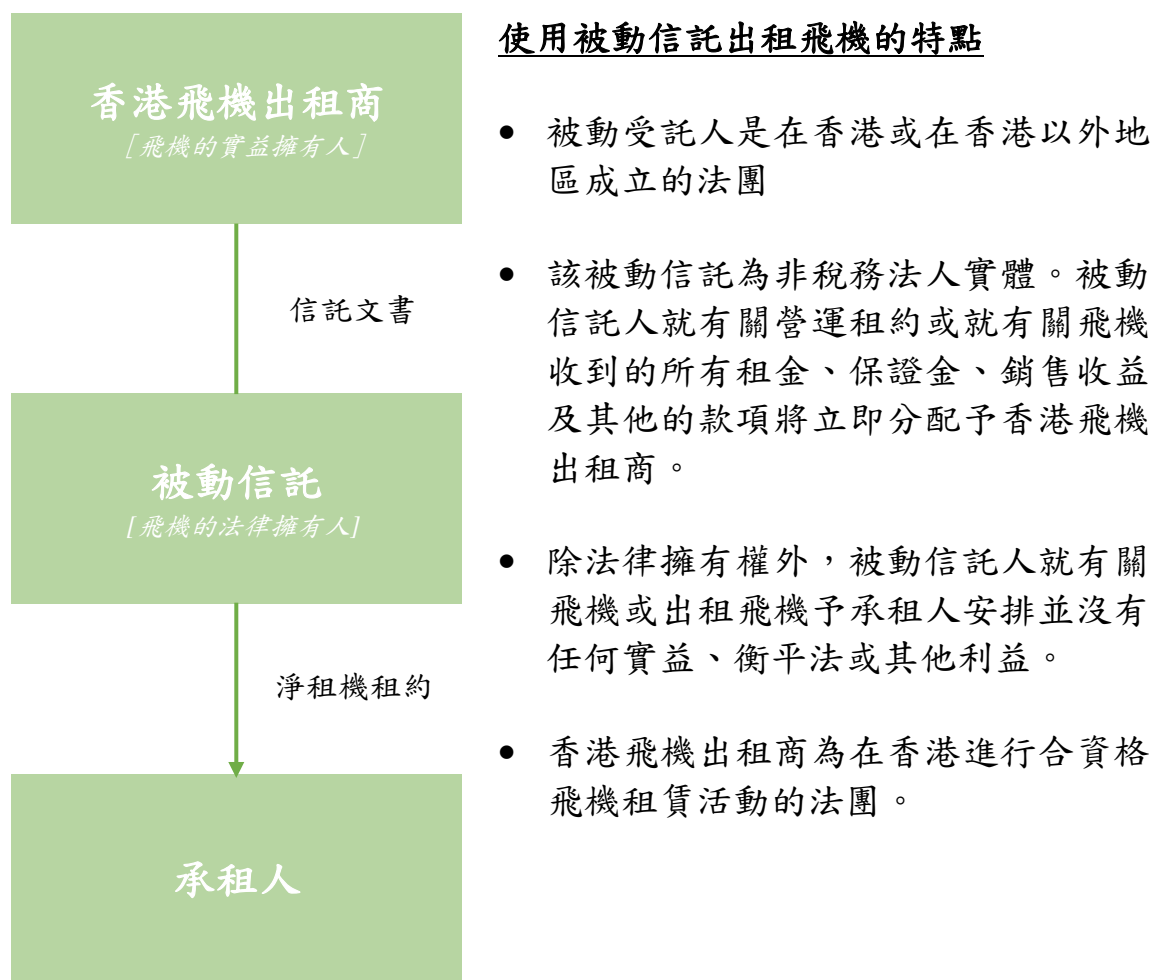 香港飛機出租商
［飛機的實益擁有人］
信託文書
被動信託
[飛機的法律擁有人]
淨租機租約
承租人
使用被動信託出租飛機的特點
• 被動受託人是在香港或在香港以外地
區成立的法團
• 該被動信託為非稅務法人實體。被動
信託人就有關營運租約或就有關飛機
收到的所有租金、保證金、銷售收益
及其他的款項將立即分配予香港飛機
出租商。
• 除法律擁有權外，被動信託人就有關
飛機或出租飛機予承租人安排並沒有
任何實益、衡平法或其他利益。
• 香港飛機出租商為在香港進行合資格
飛機租賃活動的法團。